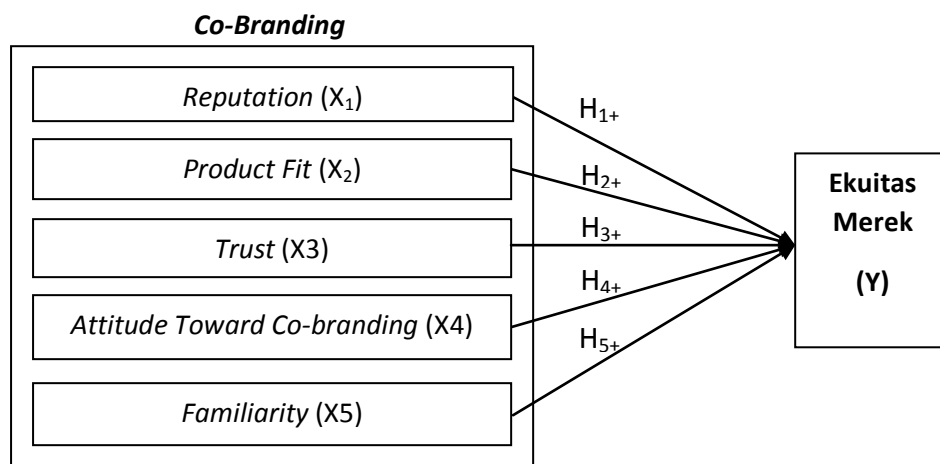 Co-Branding
Reputation (X₁)
H₁₊
Product Fit (X₂)
H₂₊
Trust (X3)
H₃₊
Attitude Toward Co-branding (X4)
H₄₊
Familiarity (X5)
H₅₊
Ekuitas
Merek
(Y)